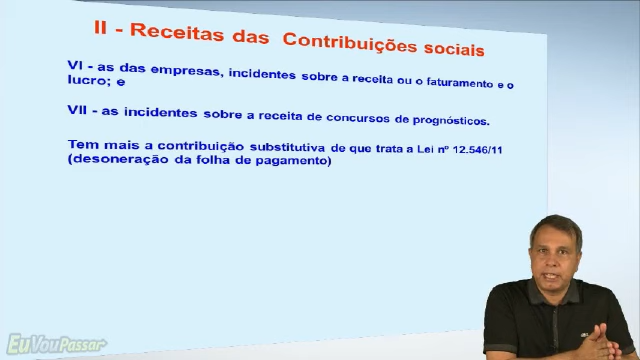 II - Receitas das Contribuições sociais
VI - as das empresas, incidentes sobre a receita ou o faturamento e o
lucro; e
VII - as incidentes sobre a receita de concursos de prognósticos.
Tem mais a contribuição substitutiva de que trata a Lei nº 12.546/11
(desoneração da folha de pagamento)
EuVouPassar